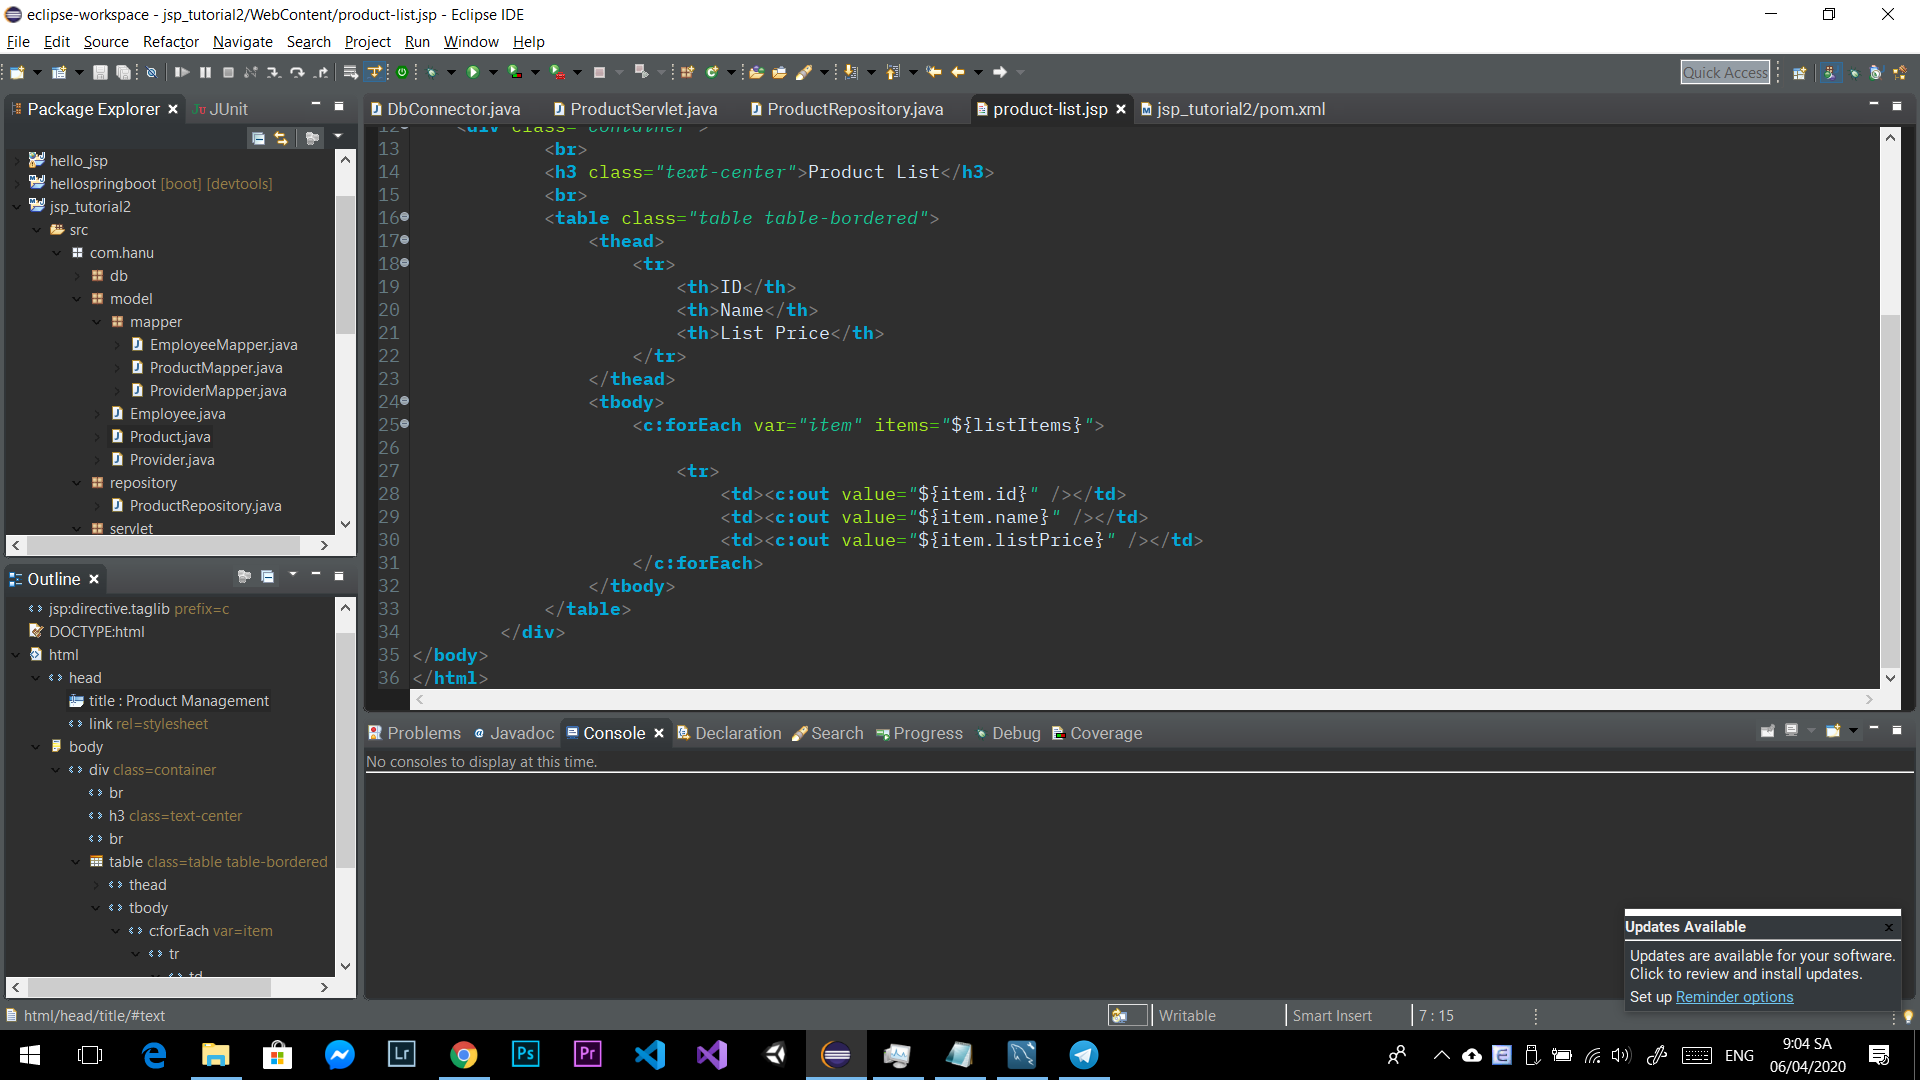 eclipse-workspace - jsp_tutorial2/WebContent/product-list.jsp - Eclipse IDE
File Edit Source Refactor Navigate Search Project Run Window Help
Quick Access
Package Explorer JUnit
hello_jsp
hellospringboot [boot] [devtools]
jsp_tutorial2
src
com.hanu
db
model
mapper
EmployeeMapper.java
ProductMapper.java
ProviderMapper.java
Employee.java
Product.java
Provider.java
repository
ProductRepository.java
servlet
Outline
jsp:directive.taglib prefix=c
DOCTYPE:html
html
head
title : Product Management
link rel=stylesheet
body
div class=container
br
h3 class=text-center
br
table class=table table-bordered
thead
tbody
c:forEach var=item
tr
td
DbConnector.java ProductServlet.java ProductRepository.java product-list.jsp jsp_tutorial2/pom.xml
12 <div class="container">
13 <br>
14 <h3 class="text-center">Product List</h3>
15 <br>
16 <table class="table table-bordered">
17 <thead>
18 <tr>
19 <th>ID</th>
20 <th>Name</th>
21 <th>List Price</th>
22 </tr>
23 </thead>
24 <tbody>
25 <c:forEach var="item" items="${listItems}">
26
27 <tr>
28 <td><c:out value="${item.id}" /></td>
29 <td><c:out value="${item.name}" /></td>
30 <td><c:out value="${item.listPrice}" /></td>
31 </c:forEach>
32 </tbody>
33 </table>
34 </div>
35 </body>
36 </html>
Problems Javadoc Console Declaration Search Progress Debug Coverage
No consoles to display at this time.
Updates Available
Updates are available for your software.
Click to review and install updates.
Set up Reminder options
html/head/title/#text Writable Smart Insert 7 : 15
Lr Ps Pr
ENG
9:04 SA
06/04/2020